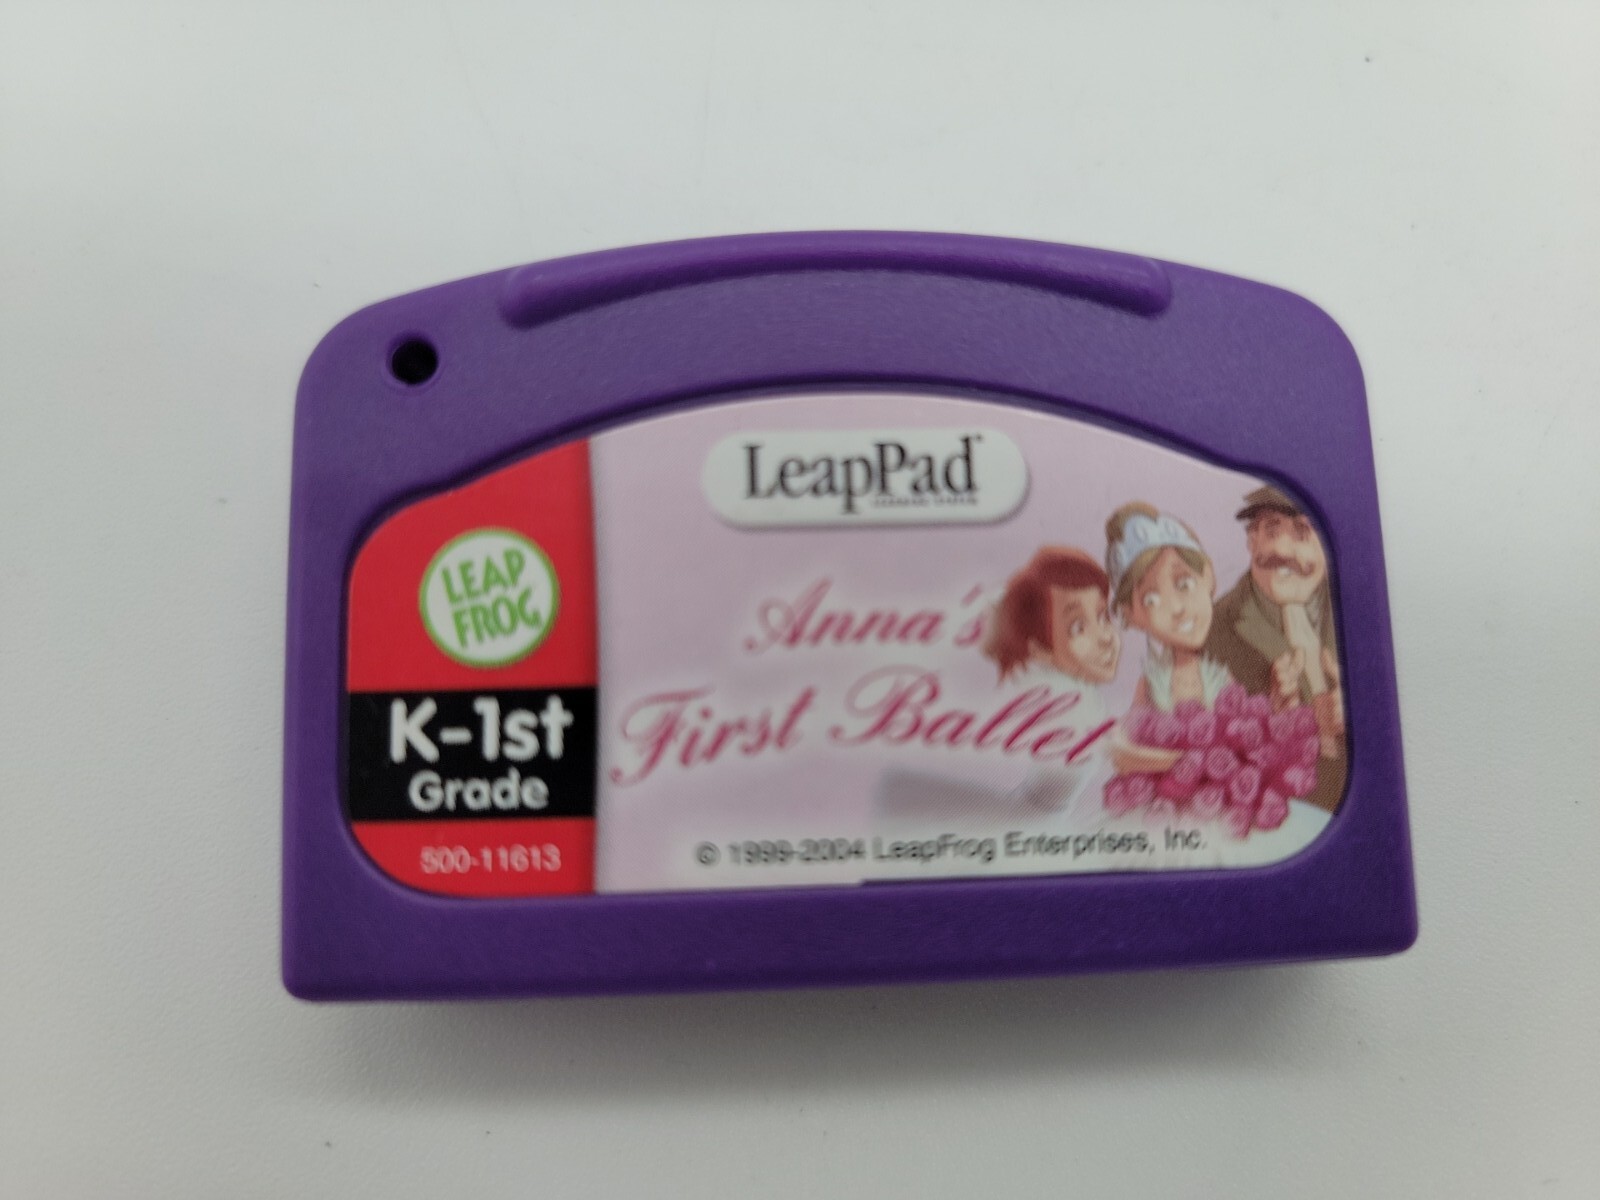 LeapPad
LEAP
FROG
K-1st
Grade
500-11613
Anna's
First Ballet
© 1999-2004 LeapFrog Enterprises, Inc.